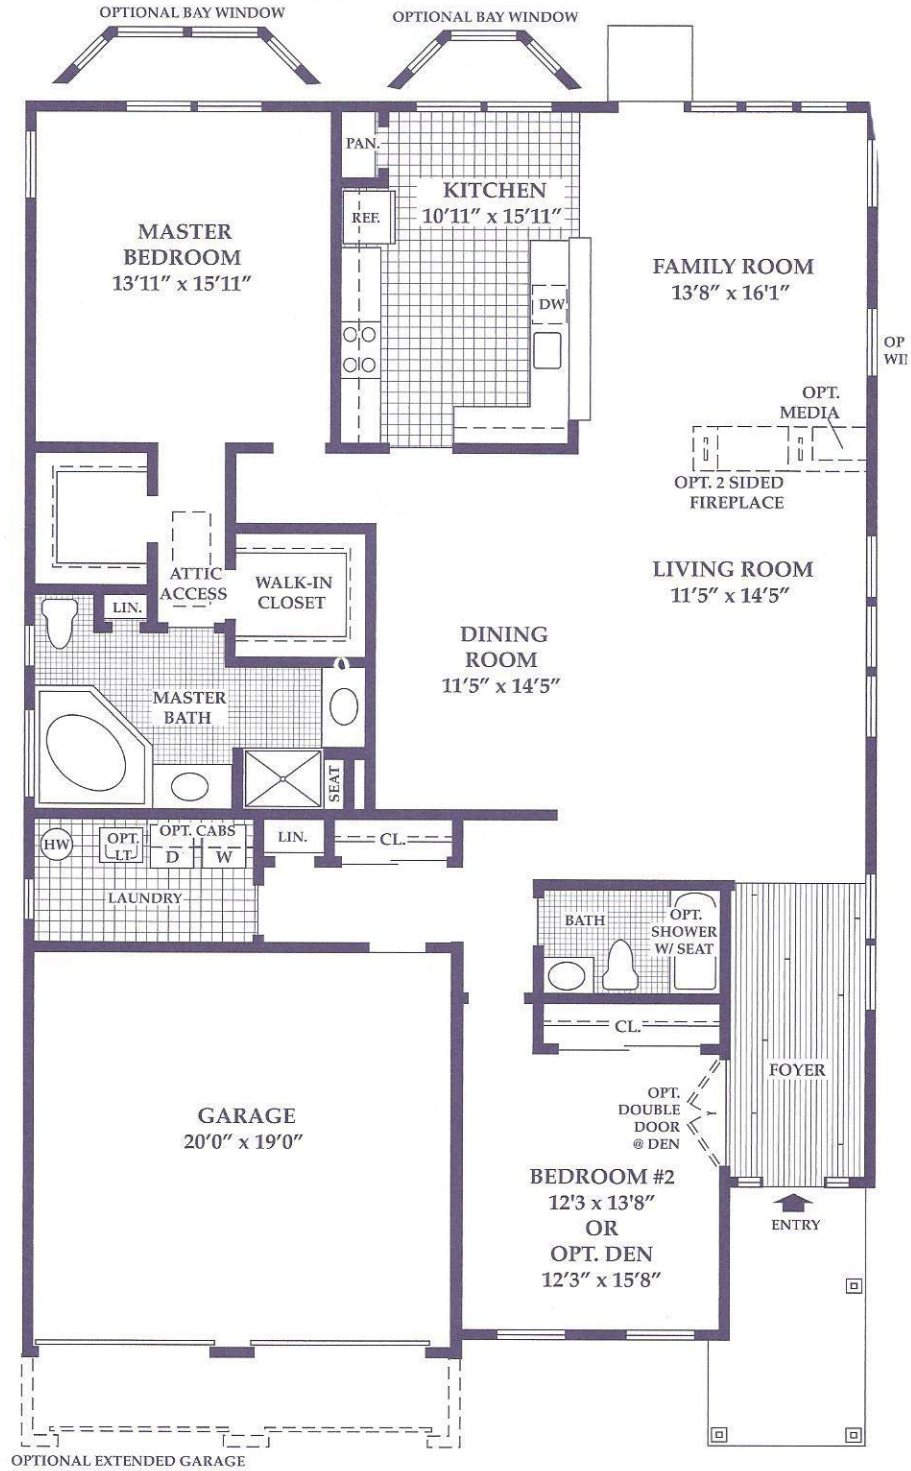 OPTIONAL BAY WINDOW
OPTIONAL BAY WINDOW
PAN.
KITCHEN
10'11" x 15'11"
REF.
MASTER
BEDROOM
13'11" x 15'11"
FAMILY ROOM
13'8" x 16'1"
DW
OP
WII
OPT.
MEDIA
OPT. 2 SIDED
FIREPLACE
ATTIC
ACCESS
WALK-IN
CLOSET
LIVING ROOM
11'5" x 14'5"
LIN.
DINING
ROOM
11'5" x 14'5"
MASTER
BATH
SEAT
HW
OPT.
LT.
OPT. CABS
D
W
LIN.
CL.
LAUNDRY
BATH
OPT.
SHOWER
W/ SEAT
CL.
FOYER
OPT.
DOUBLE
DOOR
@ DEN
GARAGE
20'0" x 19'0"
BEDROOM #2
12'3 x 13'8"
OR
OPT. DEN
12'3" x 15'8"
ENTRY
OPTIONAL EXTENDED GARAGE